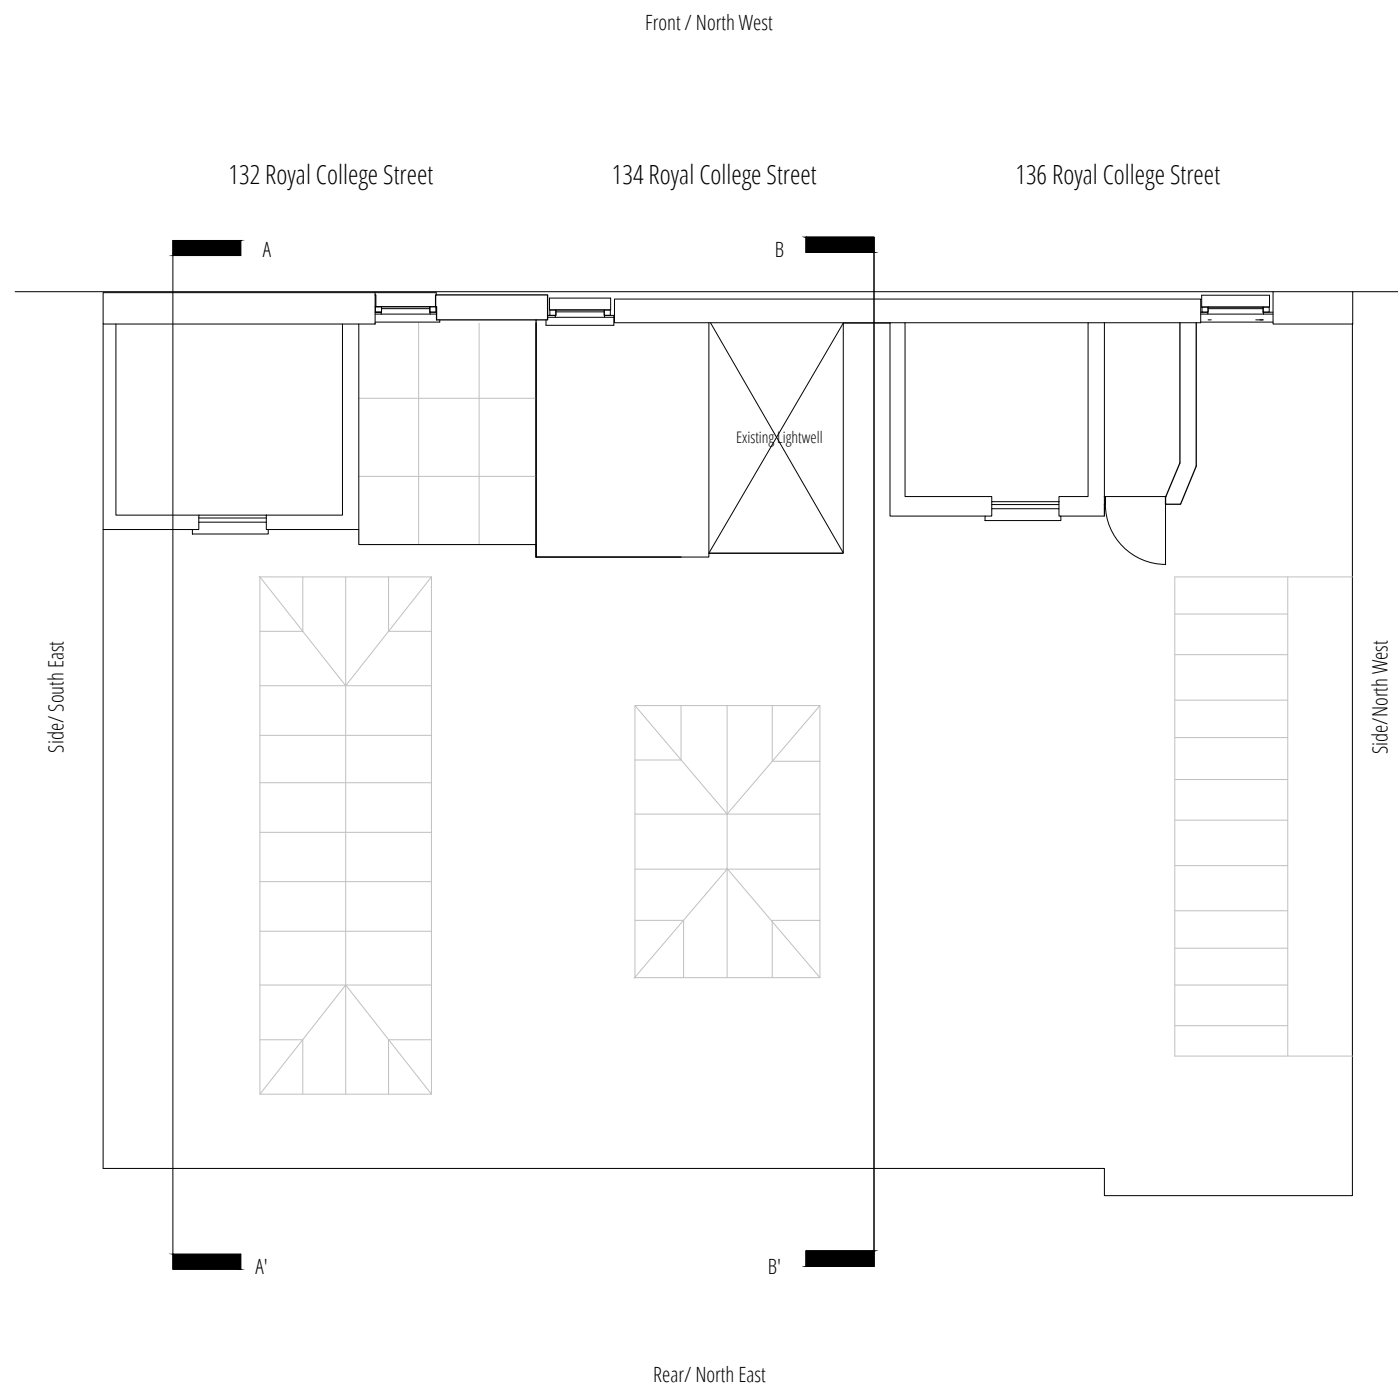 Front / North West
132 Royal College Street
134 Royal College Street
136 Royal College Street
A
B
Existing Lightwell
Side/ South East
Side/ North West
A'
B'
Rear/ North East